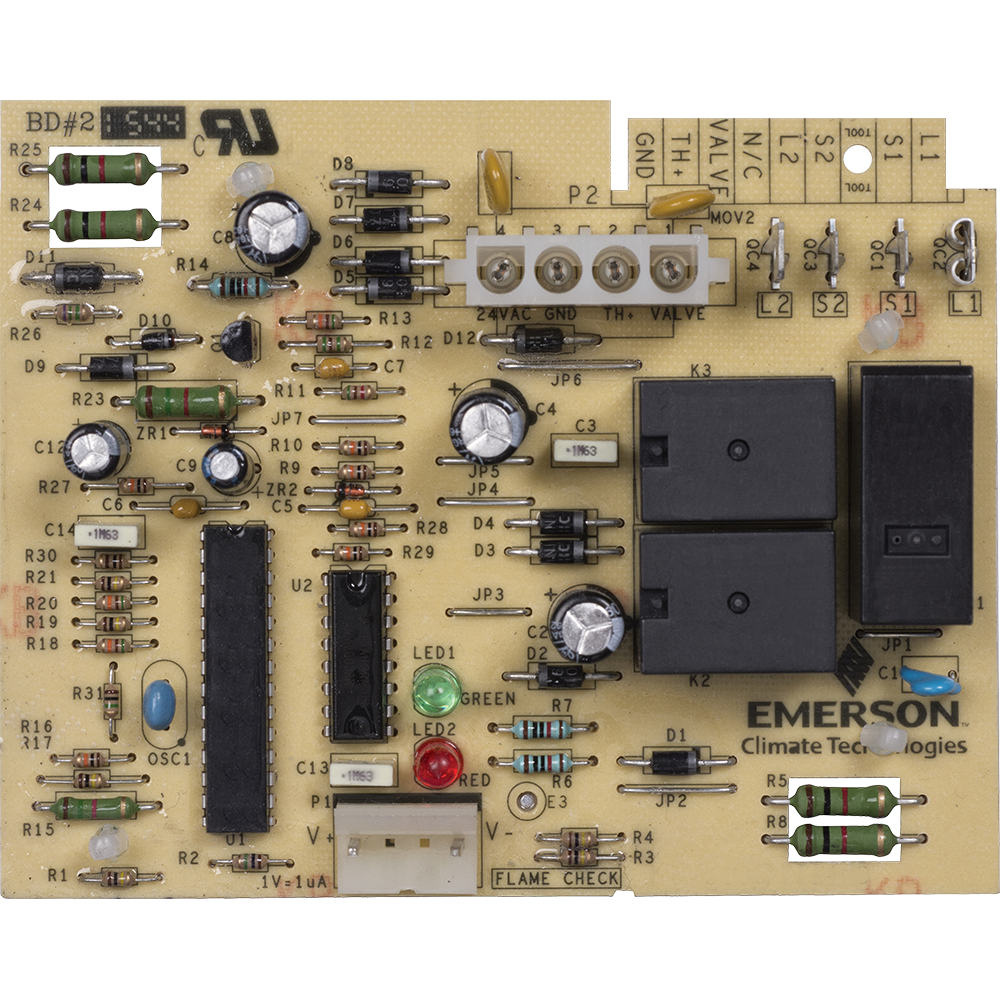 BD#2 1544
C
R25
R24
D11
R26
D10
D9
R23
ZR1
C12
C9
R27
C6
C14
.1M63
R30
R21
R20
R19
R18
R31
R16
R17
OSC1
R15
R1
R2
U1
C8
R14
D8
D7
D6
D5
R13
R12
C7
R11
JP7
R10
R9
ZR2
C5
R28
R29
U2
LED1
GREEN
LED2
RED
C13
.1M63
P1
V+
V-
1V=1uA
FLAME CHECK
E3
R4
R3
P2
4 3 2 1
24VAC GND TH+ VALVE
D12
JP6
C4
JP5
JP4
C3
.1M63
D4
D3
JP3
C2
D2
R7
R6
D1
JP2
GND
TH+
VALVE
N/C
L2
S2
TOOL
TOOL
S1
L1
MOV2
QC4
QC3
QC1
QC2
L2
S2
S1
L1
K3
K2
1
JP1
C1
EMERSON
Climate Technologies
R5
R8
KB